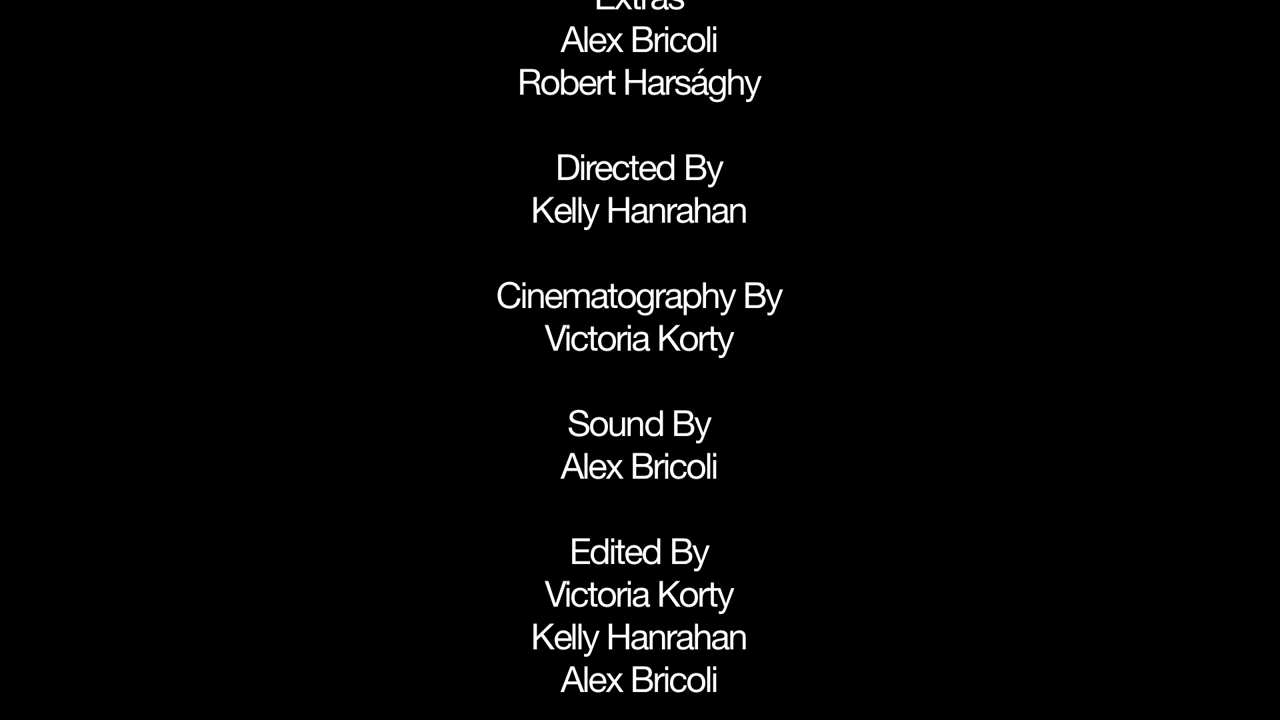 Extras
Alex Bricoli
Robert Harsághy
Directed By
Kelly Hanrahan
Cinematography By
Victoria Korty
Sound By
Alex Bricoli
Edited By
Victoria Korty
Kelly Hanrahan
Alex Bricoli